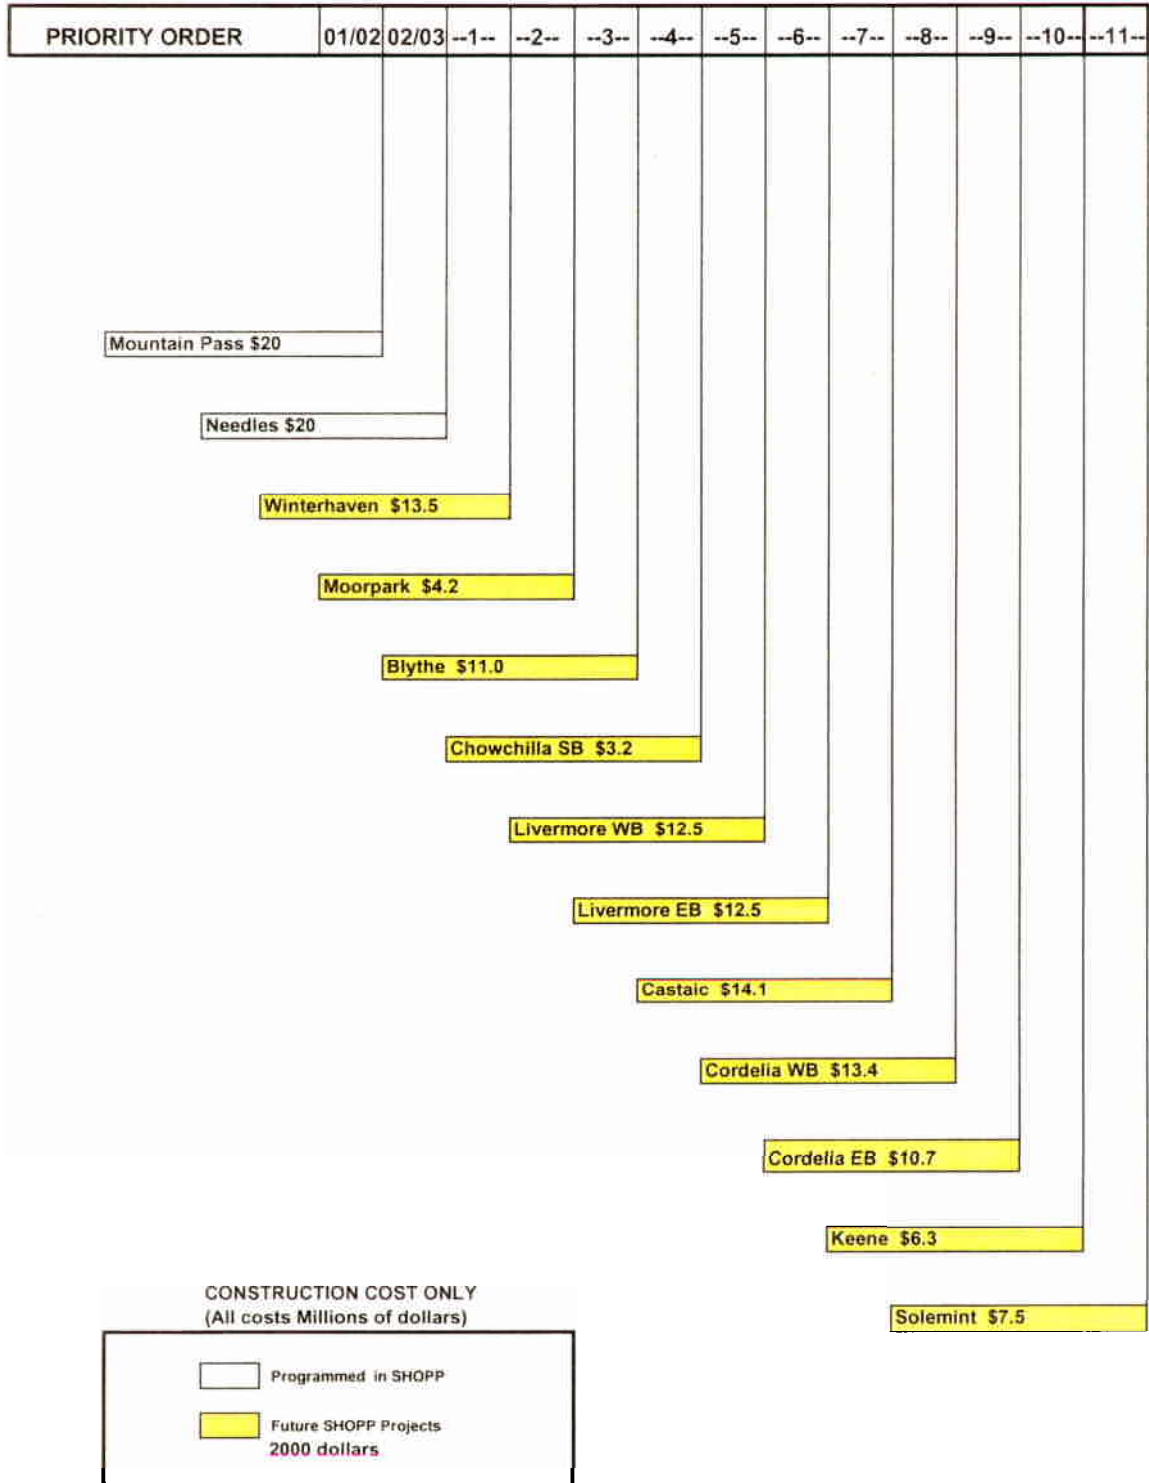 PRIORITY ORDER 01/02 02/03 --1-- --2-- --3-- --4-- --5-- --6-- --7-- --8-- --9-- --10-- --11--
Mountain Pass $20
Needles $20
Winterhaven $13.5
Moorpark $4.2
Blythe $11.0
Chowchilla SB $3.2
Livermore WB $12.5
Livermore EB $12.5
Castaic $14.1
Cordelia WB $13.4
Cordelia EB $10.7
Keene $6.3
Solemint $7.5
CONSTRUCTION COST ONLY
(All costs Millions of dollars)
Programmed in SHOPP
Future SHOPP Projects
2000 dollars